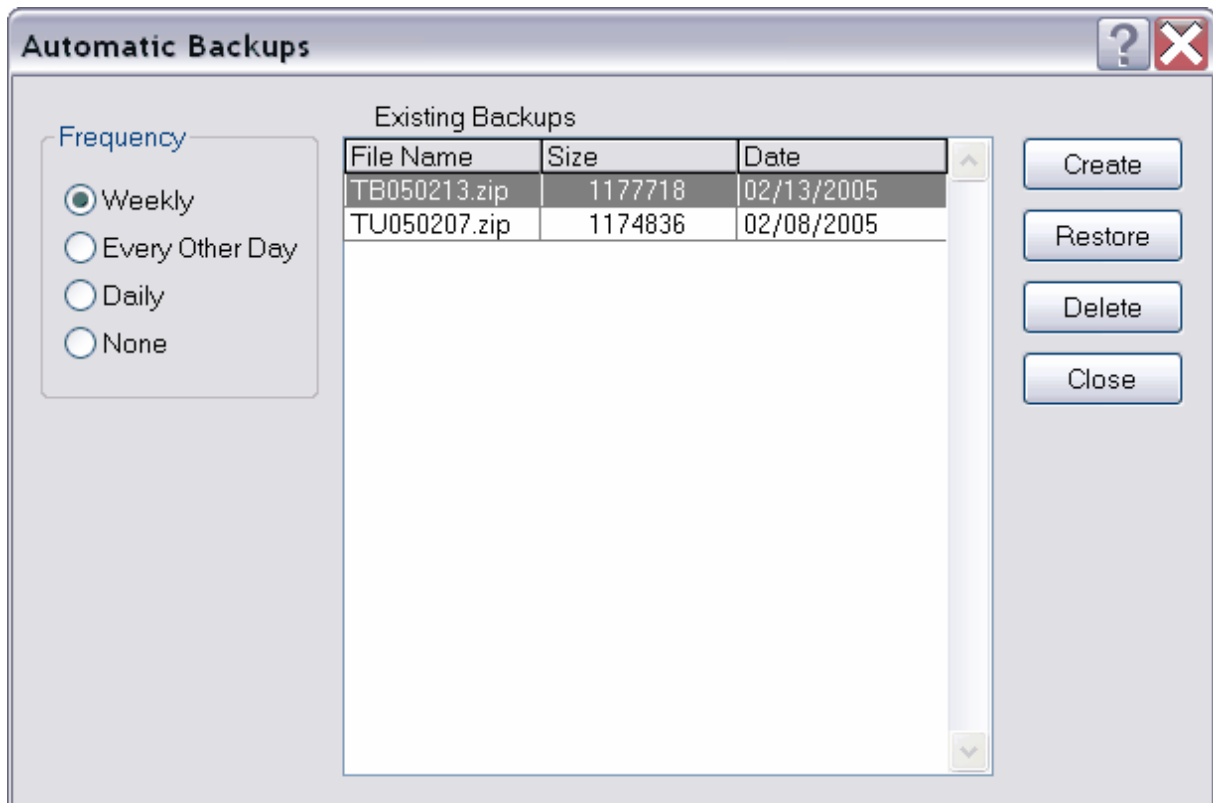 Automatic Backups
Frequency
Weekly
Every Other Day
Daily
None
Existing Backups
File Name Size Date
TB050213.zip 1177718 02/13/2005
TU050207.zip 1174836 02/08/2005
Create
Restore
Delete
Close